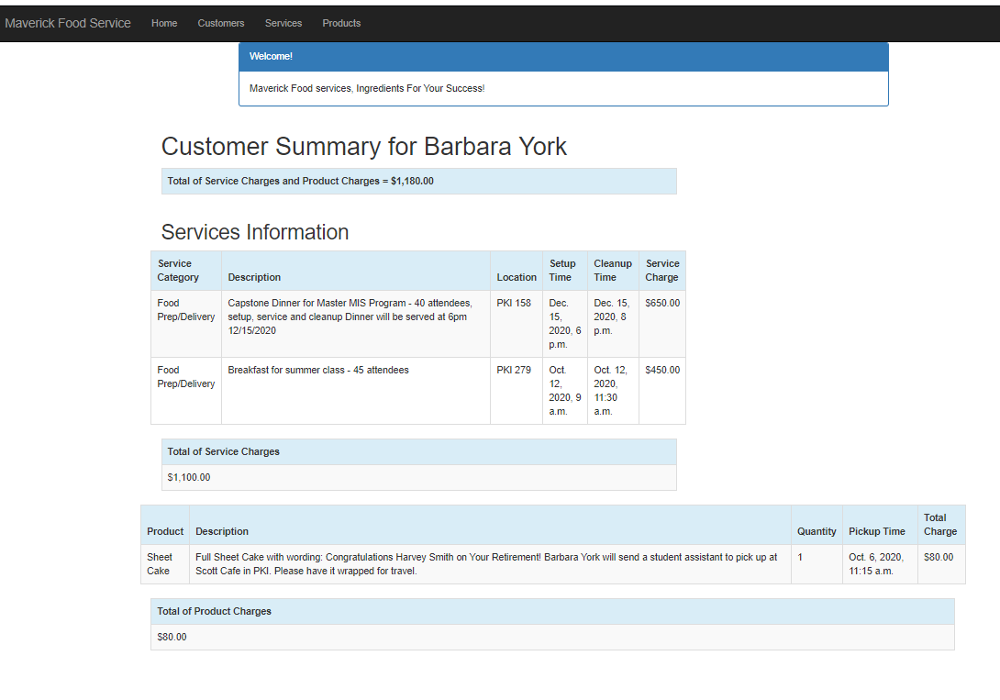 Maverick Food Service Home Customers Services Products
Welcome!
Maverick Food services, Ingredients For Your Success!
Customer Summary for Barbara York
Total of Service Charges and Product Charges = $1,180.00
Services Information
Service Category Description Location Setup Time Cleanup Time Service Charge
Food Prep/Delivery
Capstone Dinner for Master MIS Program - 40 attendees,
setup, service and cleanup Dinner will be served at 6pm
12/15/2020
PKI 158
Dec.
15,
2020, 6
p.m.
Dec. 15,
2020, 8
p.m.
$650.00
Food
Prep/Delivery
Breakfast for summer class - 45 attendees
PKI 279
Oct.
12,
2020, 9
a.m.
Oct. 12,
2020,
11:30
a.m.
$450.00
Total of Service Charges
$1,100.00
Product Description Quantity Pickup Time Total Charge
Sheet
Cake
Full Sheet Cake with wording: Congratulations Harvey Smith on Your Retirement! Barbara York will send a student assistant to pick up at
Scott Cafe in PKI. Please have it wrapped for travel.
1
Oct. 6, 2020,
11:15 a.m.
$80.00
Total of Product Charges
$80.00